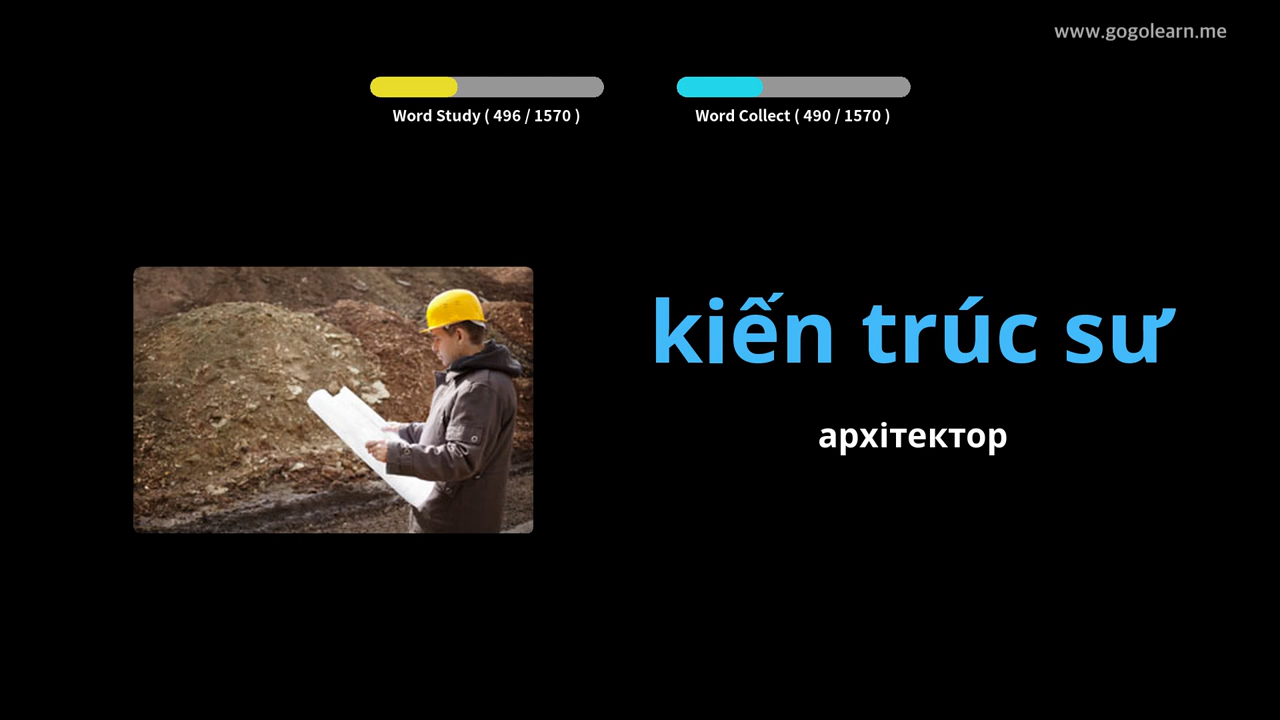 www.gogolearn.me
Word Study ( 496 / 1570 )
Word Collect ( 490 / 1570 )
kiến trúc sư
архітектор